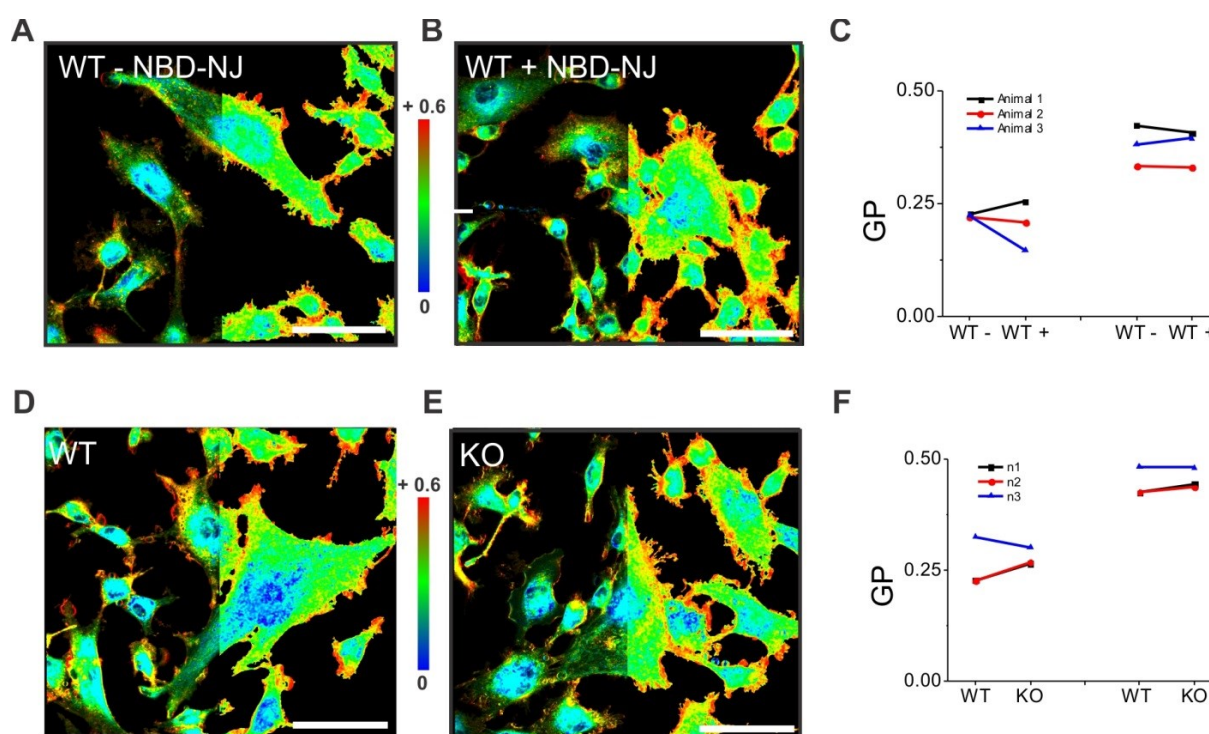 A
WT - NBD-NJ
+ 0.6
0
B
WT + NBD-NJ
C
0.50
0.25
0.00
GP
Animal 1
Animal 2
Animal 3
WT - WT + WT - WT +
D
WT
+ 0.6
0
E
KO
F
0.50
0.25
0.00
GP
n1
n2
n3
WT KO WT KO